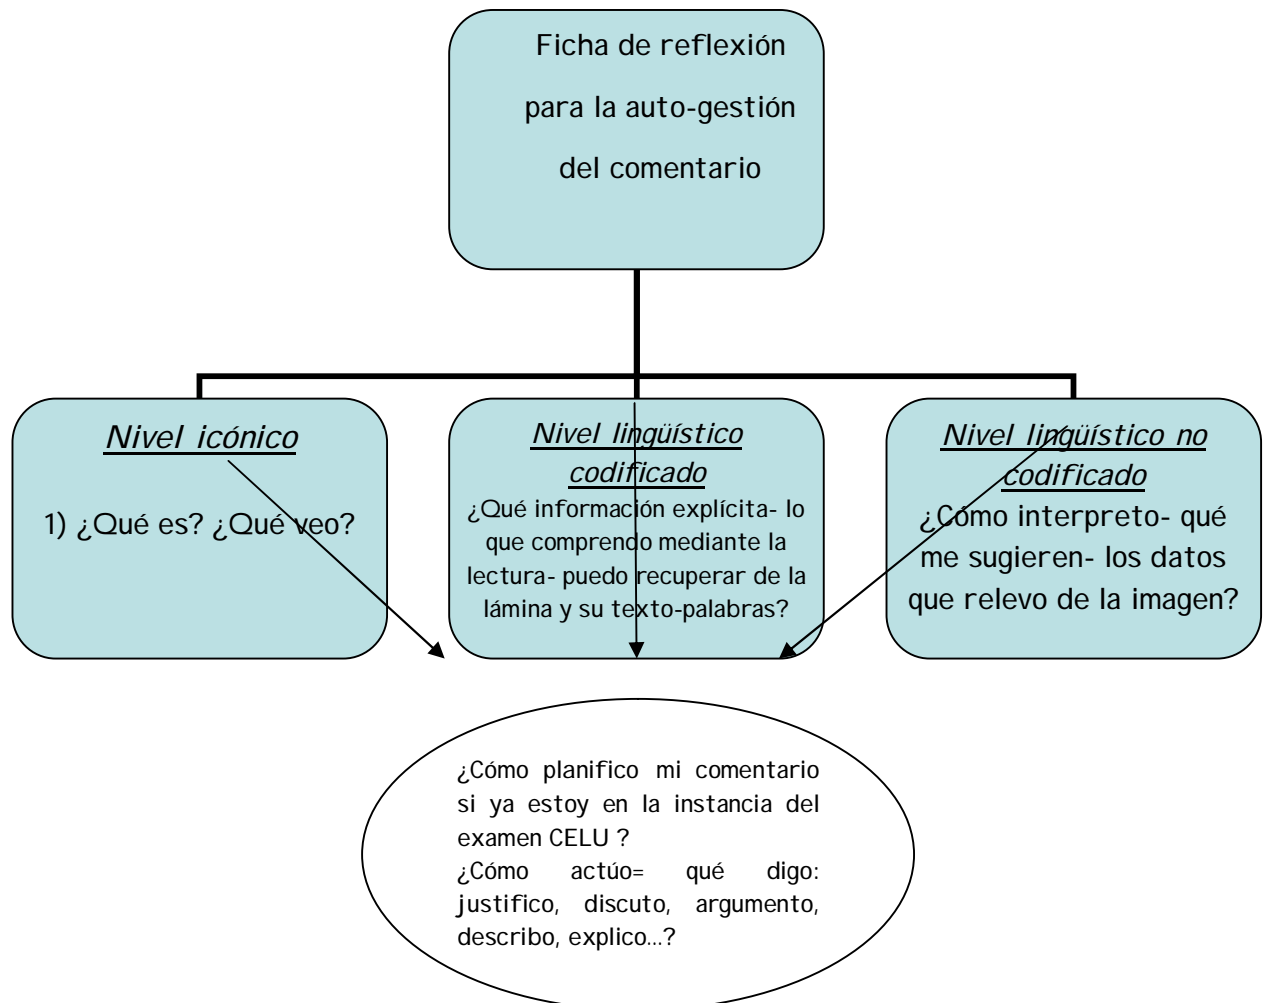 Ficha de reflexión
para la auto-gestión
del comentario
Nivel icónico
1) ¿Qué es? ¿Qué veo?
Nivel lingüístico
codificado
¿Qué información explícita- lo
que comprendo mediante la
lectura- puedo recuperar de la
lámina y su texto-palabras?
Nivel lingüístico no
codificado
¿Cómo interpreto- qué
me sugieren- los datos
que relevo de la imagen?
¿Cómo planifico mi comentario
si ya estoy en la instancia del
examen CELU ?
¿Cómo actúo= qué digo:
justifico, discuto, argumento,
describo, explico...?